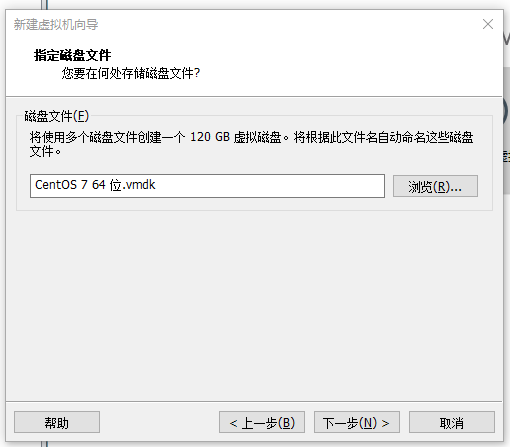 新建虚拟机向导
指定磁盘文件
您要在何处存储磁盘文件?
磁盘文件(F)
将使用多个磁盘文件创建一个 120 GB 虚拟磁盘。将根据此文件名自动命名这些磁盘
文件。
CentOS 7 64 位.vmdk
浏览(R)...
帮助
< 上一步(B)
下一步(N) >
取消